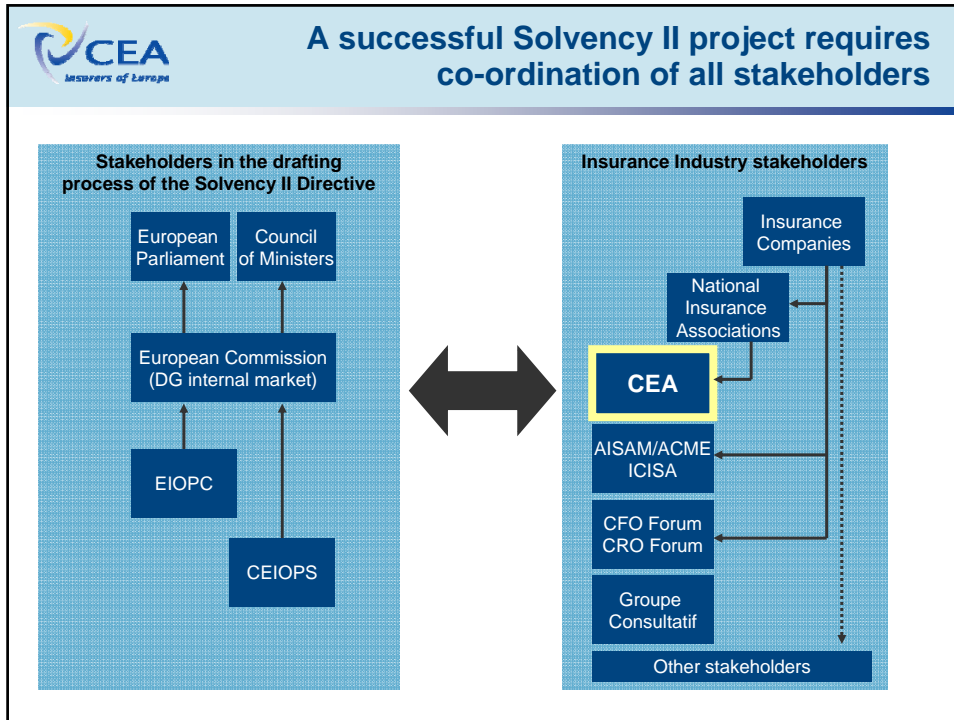 CEA
Insurers of Europe
A successful Solvency II project requires
co-ordination of all stakeholders
Stakeholders in the drafting
process of the Solvency II Directive
European
Parliament
Council
of Ministers
European Commission
(DG internal market)
EIOPC
CEIOPS
Insurance Industry stakeholders
Insurance
Companies
National
Insurance
Associations
CEA
AISAM/ACME
ICISA
CFO Forum
CRO Forum
Groupe
Consultatif
Other stakeholders